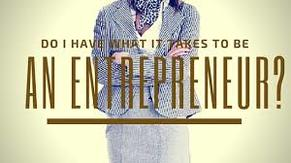 DO I HAVE WHAT IT TAKES TO BE
AN ENTREPRENEUR?